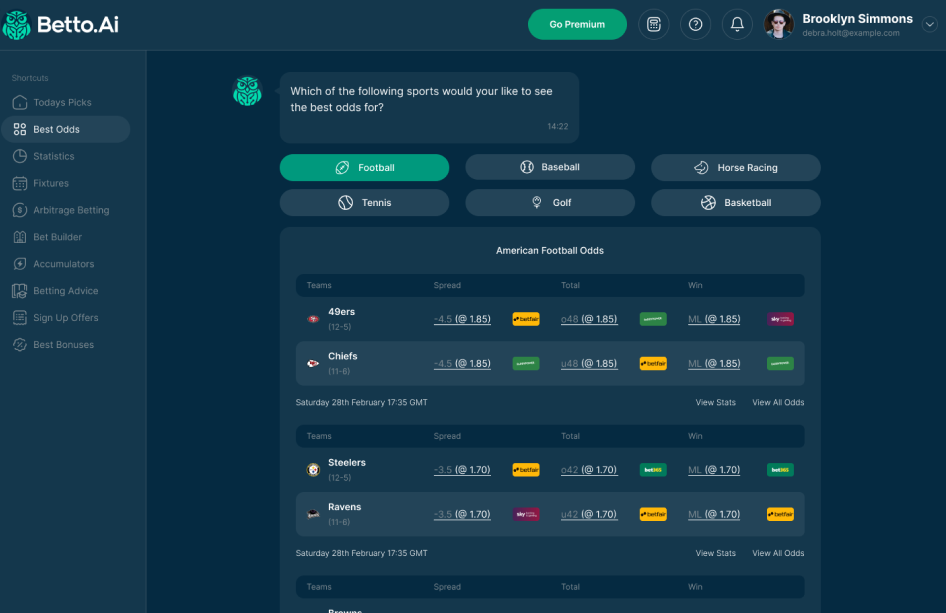 Betto.Ai
Go Premium
Brooklyn Simmons
debra.holt@example.com
Shortcuts
Todays Picks
Best Odds
Statistics
Fixtures
Arbitrage Betting
Bet Builder
Accumulators
Betting Advice
Sign Up Offers
Best Bonuses
Which of the following sports would your like to see
the best odds for?
14:22
Football
Baseball
Horse Racing
Tennis
Golf
Basketball
American Football Odds
Teams Spread Total Win
49ers
(12-5)
-4.5 (@ 1.85) betfair o48 (@ 1.85) ML (@ 1.85) sky
Chiefs
(11-6)
-4.5 (@ 1.85) u48 (@ 1.85) betfair ML (@ 1.85)
Saturday 28th February 17:35 GMT View Stats View All Odds
Teams Spread Total Win
Steelers
(12-5)
-3.5 (@ 1.70) betfair o42 (@ 1.70) bet365 ML (@ 1.70) bet365
Ravens
(11-6)
-3.5 (@ 1.70) sky u42 (@ 1.70) betfair ML (@ 1.70) betfair
Saturday 28th February 17:35 GMT View Stats View All Odds
Teams Spread Total Win
Browns